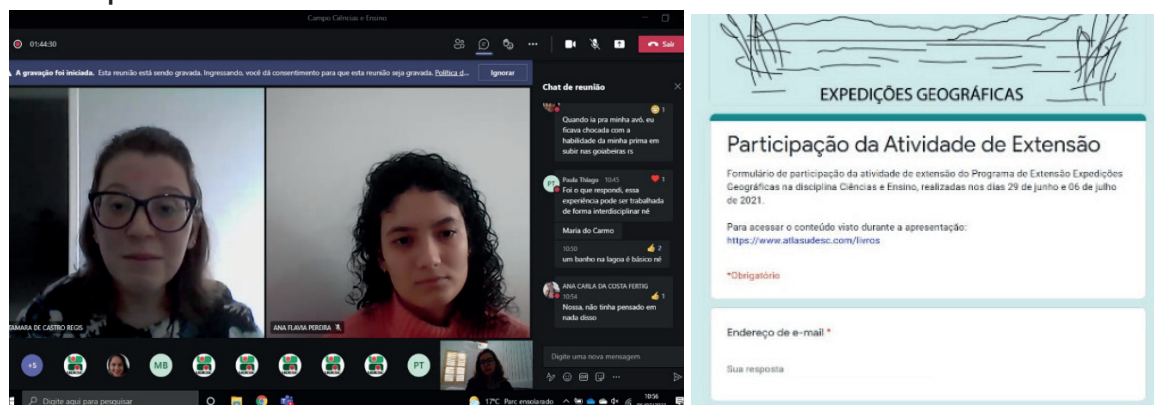 Campo Ciências e Ensino
01:44:30
Sair
A gravação foi iniciada. Esta reunião está sendo gravada. Ingressando, você dá consentimento para que esta reunião seja gravada. Política d...
Ignorar
Chat de reunião
1
Quando ia pra minha avó, eu
ficava chocada com a
habilidade da minha prima em
subir nas goiabeiras rs
PT
Paula Thiago 10:45
1
Foi o que respondi, essa
experiência pode ser trabalhada
de forma interdisciplinar né
Maria do Carmo
10:50
2
um banho na lagoa é básico né
ANA CARLA DA COSTA FERTIG
10:54
1
Nossa, não tinha pensado em
nada disso
TAMARA DE CASTRO REGIS
ANA FLAVIA PEREIRA
+5
MB
PT
Digite uma nova mensagem
Digite aqui para pesquisar
17°C Parc ensolarado
10:56
EXPEDIÇÕES GEOGRÁFICAS
Participação da Atividade de Extensão
Formulário de participação da atividade de extensão do Programa de Extensão Expedições
Geográficas na disciplina Ciências e Ensino, realizadas nos dias 29 de junho e 06 de julho
de 2021.
Para acessar o conteúdo visto durante a apresentação:
https://www.atlasudesc.com/livros
*Obrigatório
Endereço de e-mail *
Sua resposta